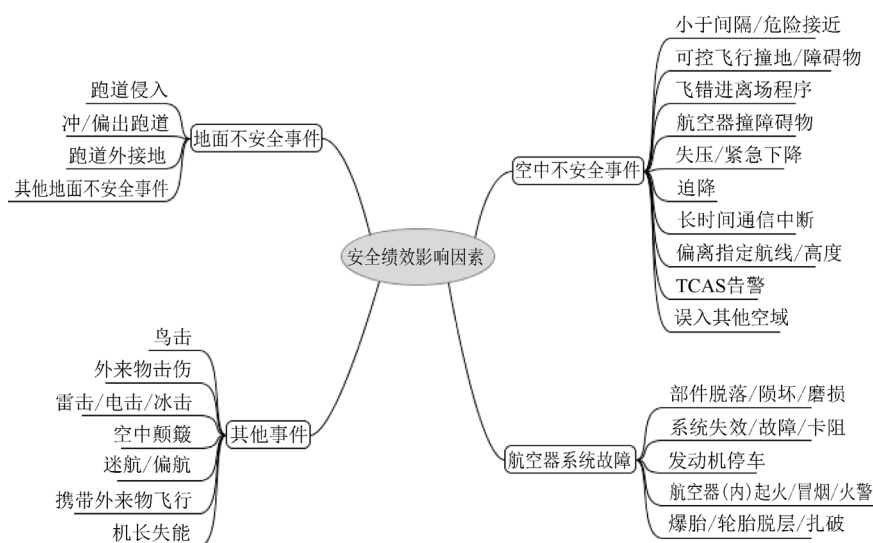 安全绩效影响因素
地面不安全事件
跑道侵入
冲/偏出跑道
跑道外接地
其他地面不安全事件
空中不安全事件
小于间隔/危险接近
可控飞行撞地/障碍物
飞错进离场程序
航空器撞障碍物
失压/紧急下降
迫降
长时间通信中断
偏离指定航线/高度
TCAS告警
误入其他空域
其他事件
鸟击
外来物击伤
雷击/电击/冰击
空中颠簸
迷航/偏航
携带外来物飞行
机长失能
航空器系统故障
部件脱落/陨坏/磨损
系统失效/故障/卡阻
发动机停车
航空器(内)起火/冒烟/火警
爆胎/轮胎脱层/扎破